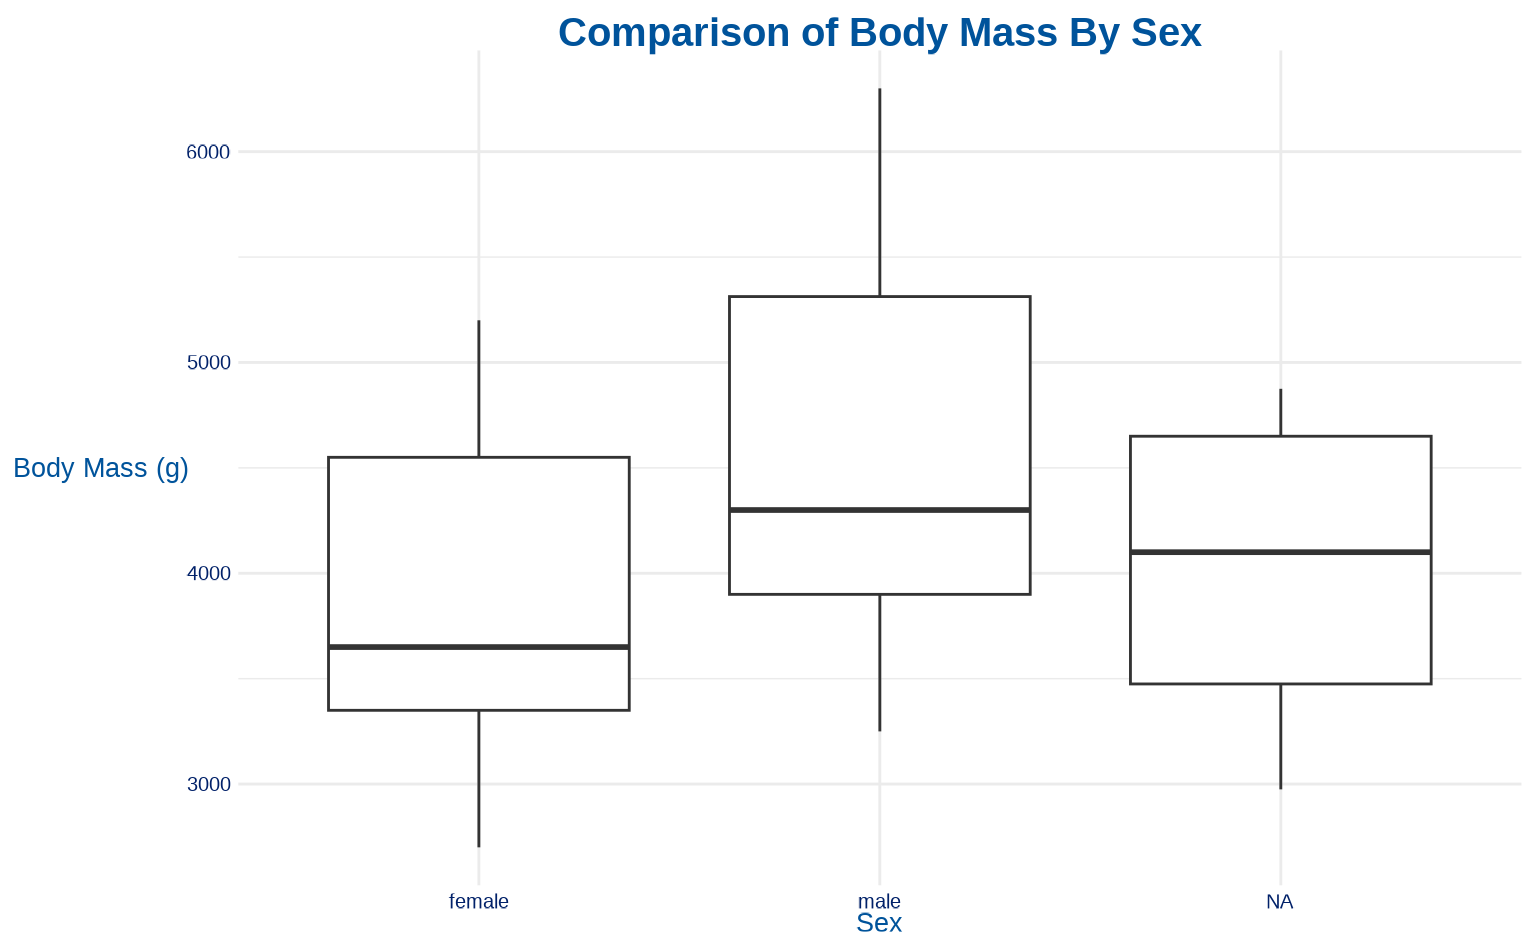 Comparison of Body Mass By Sex
6000
5000
Body Mass (g)
4000
3000
female male NA
Sex